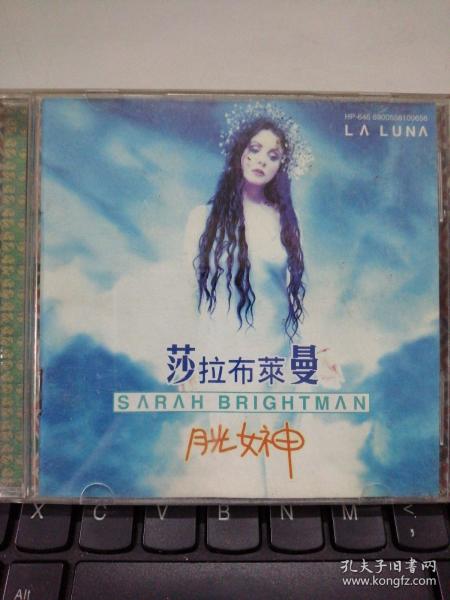 HP-646 6900558100656
LA LUNA
莎拉布萊曼
SARAH BRIGHTMAN
月光女神
X C V B N M < ,
Alt
孔夫子旧书网
www.kongfz.com